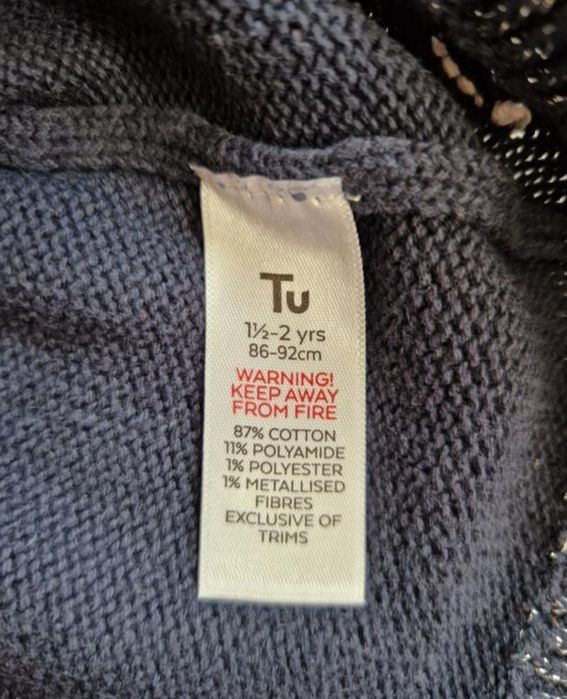 Tu
1½-2 yrs
86-92cm
WARNING!
KEEP AWAY
FROM FIRE
87% COTTON
11% POLYAMIDE
1% POLYESTER
1% METALLISED
FIBRES
EXCLUSIVE OF
TRIMS